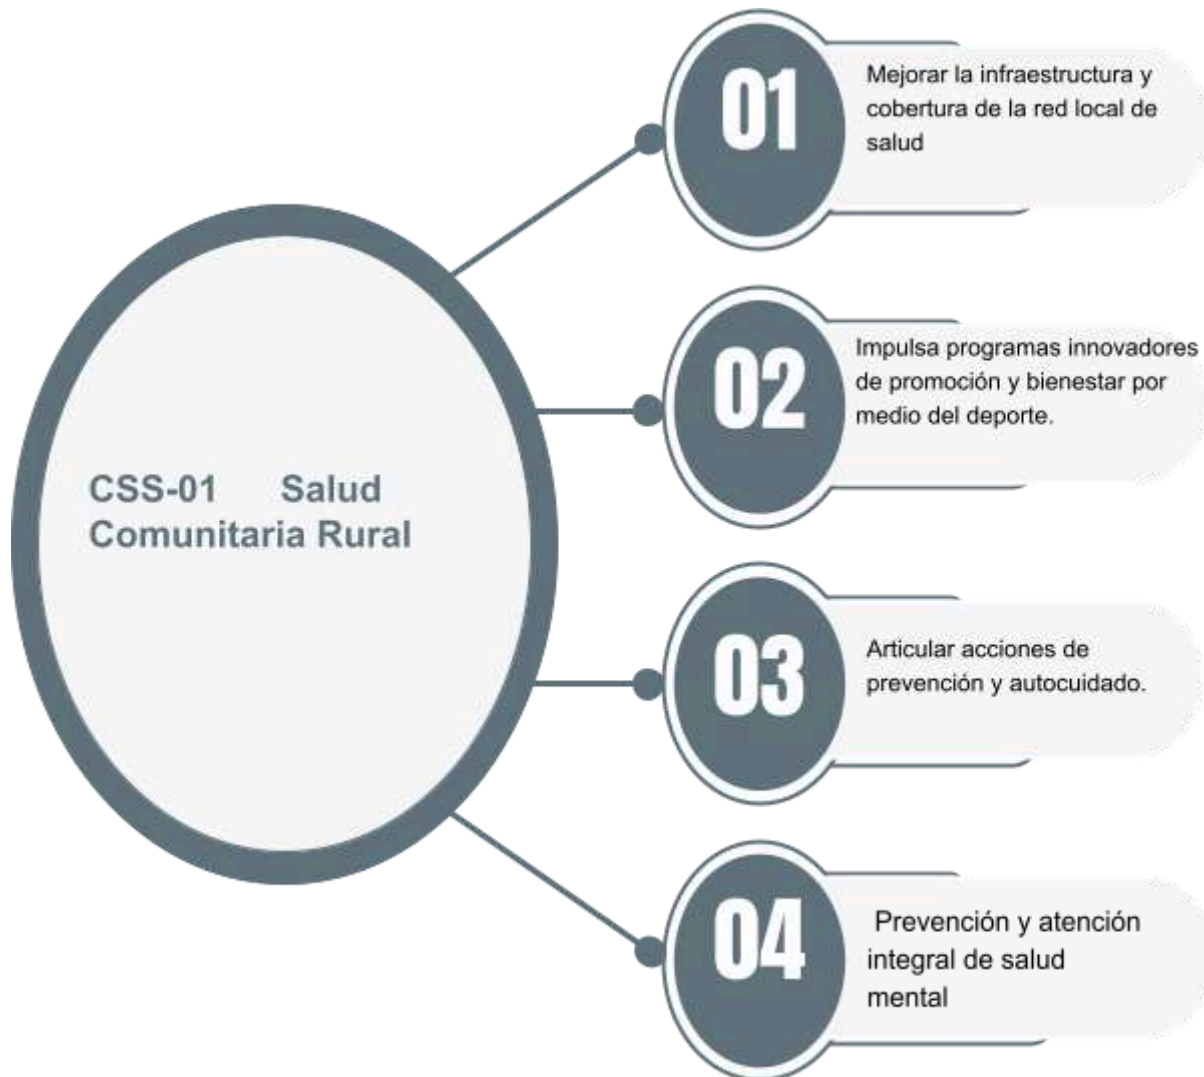 CSS-01 Salud
Comunitaria Rural
01
Mejorar la infraestructura y
cobertura de la red local de
salud
02
Impulsa programas innovadores
de promoción y bienestar por
medio del deporte.
03
Articular acciones de
prevención y autocuidado.
04
Prevención y atención
integral de salud
mental